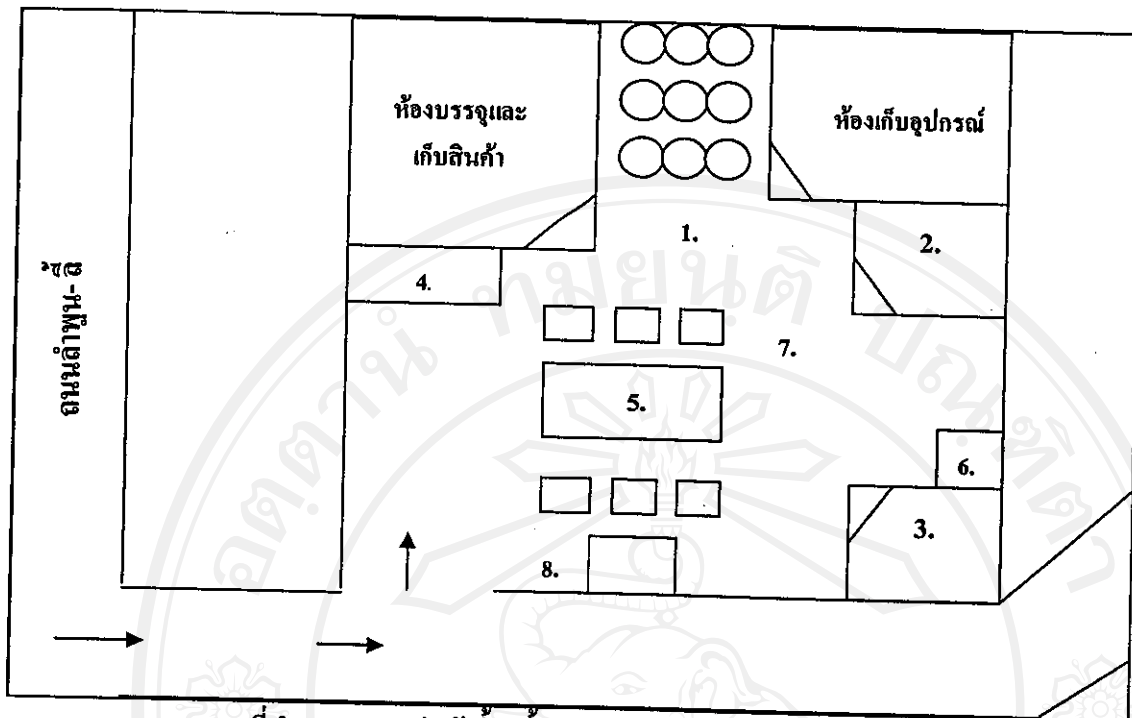 ห้องบรรจุและ
เก็บสินค้า
ห้องเก็บอุปกรณ์
1.
2.
4.
7.
5.
6.
3.
8.
ถนนลำพูน-ลี้